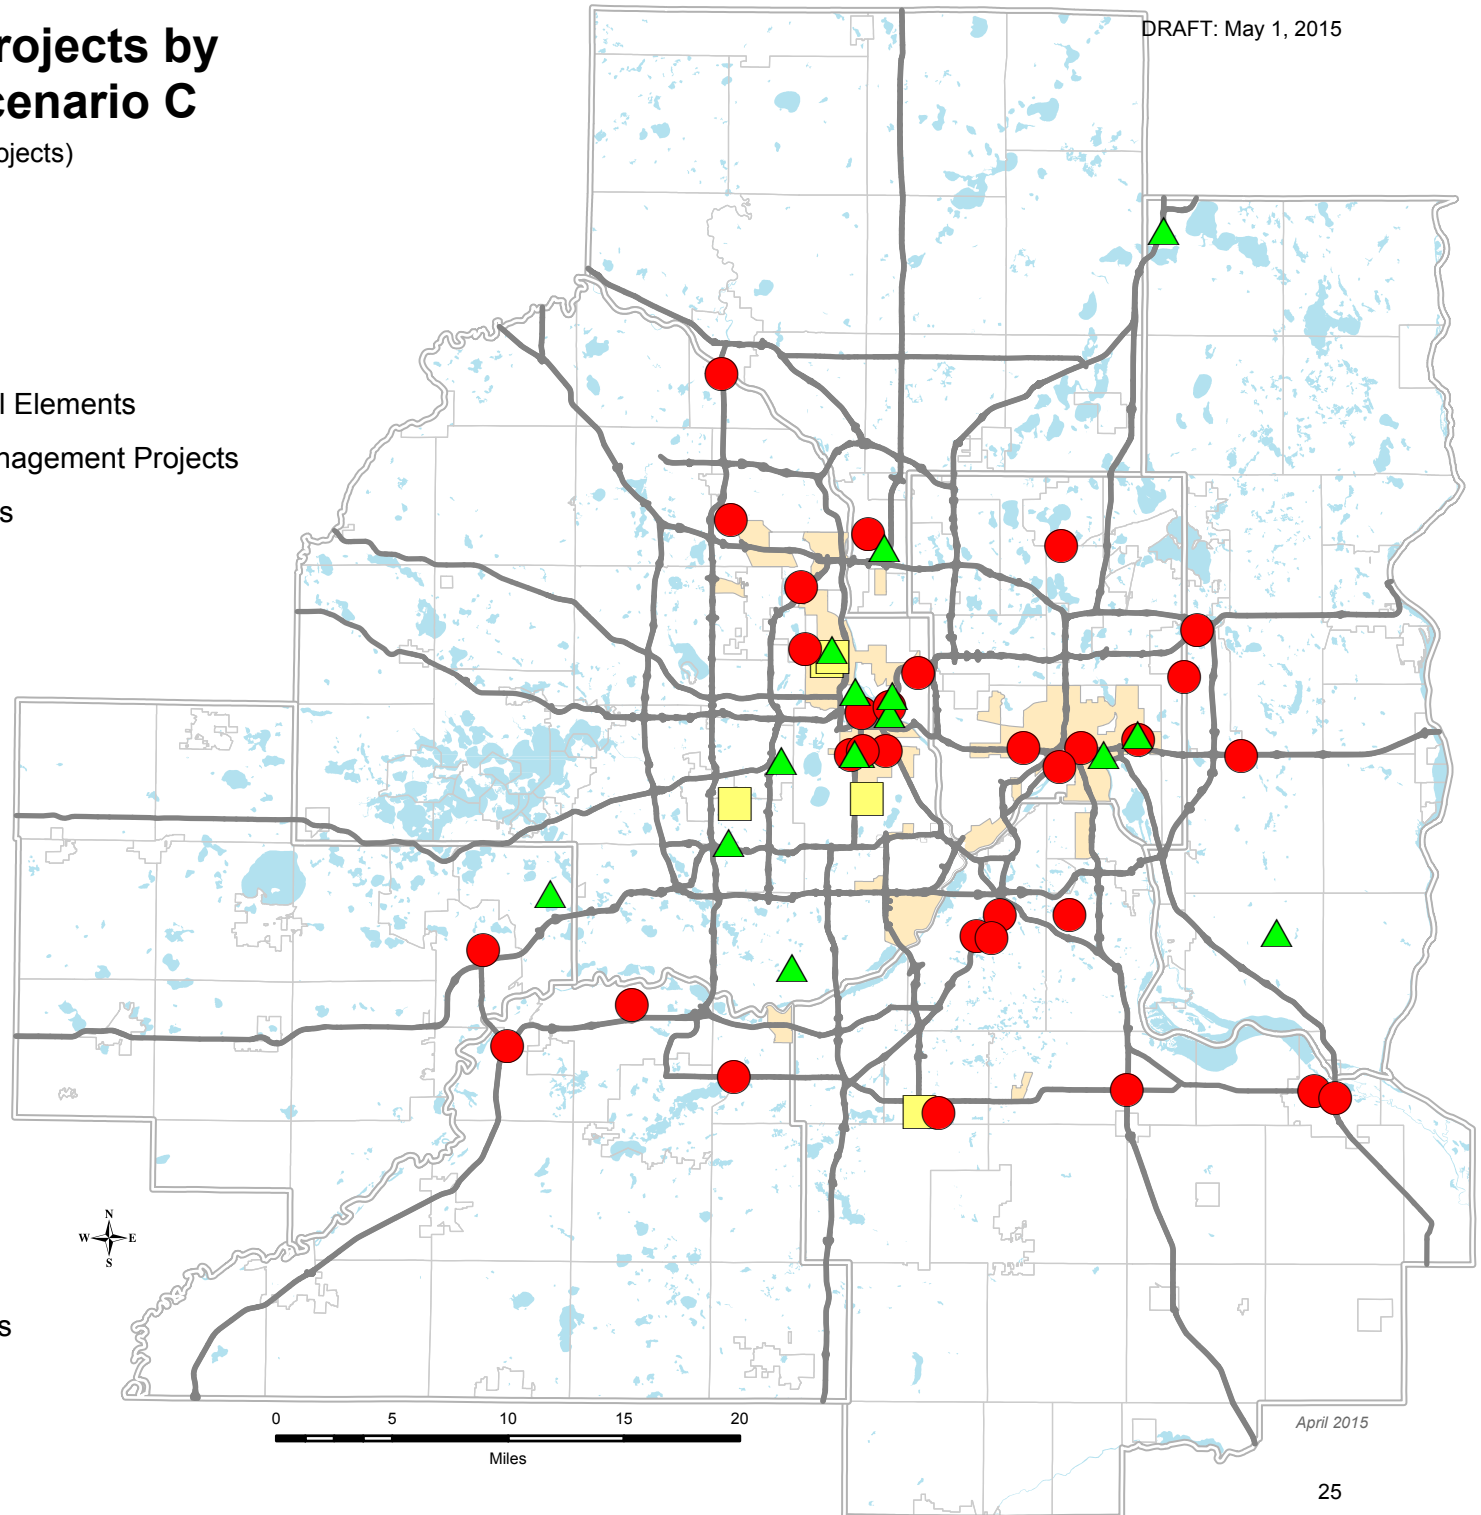 rojects by
DRAFT: May 1, 2015
cenario C
ojects)
l Elements
nagement Projects
s
N
W E
S
s
0 5 10 15 20
Miles
April 2015
25